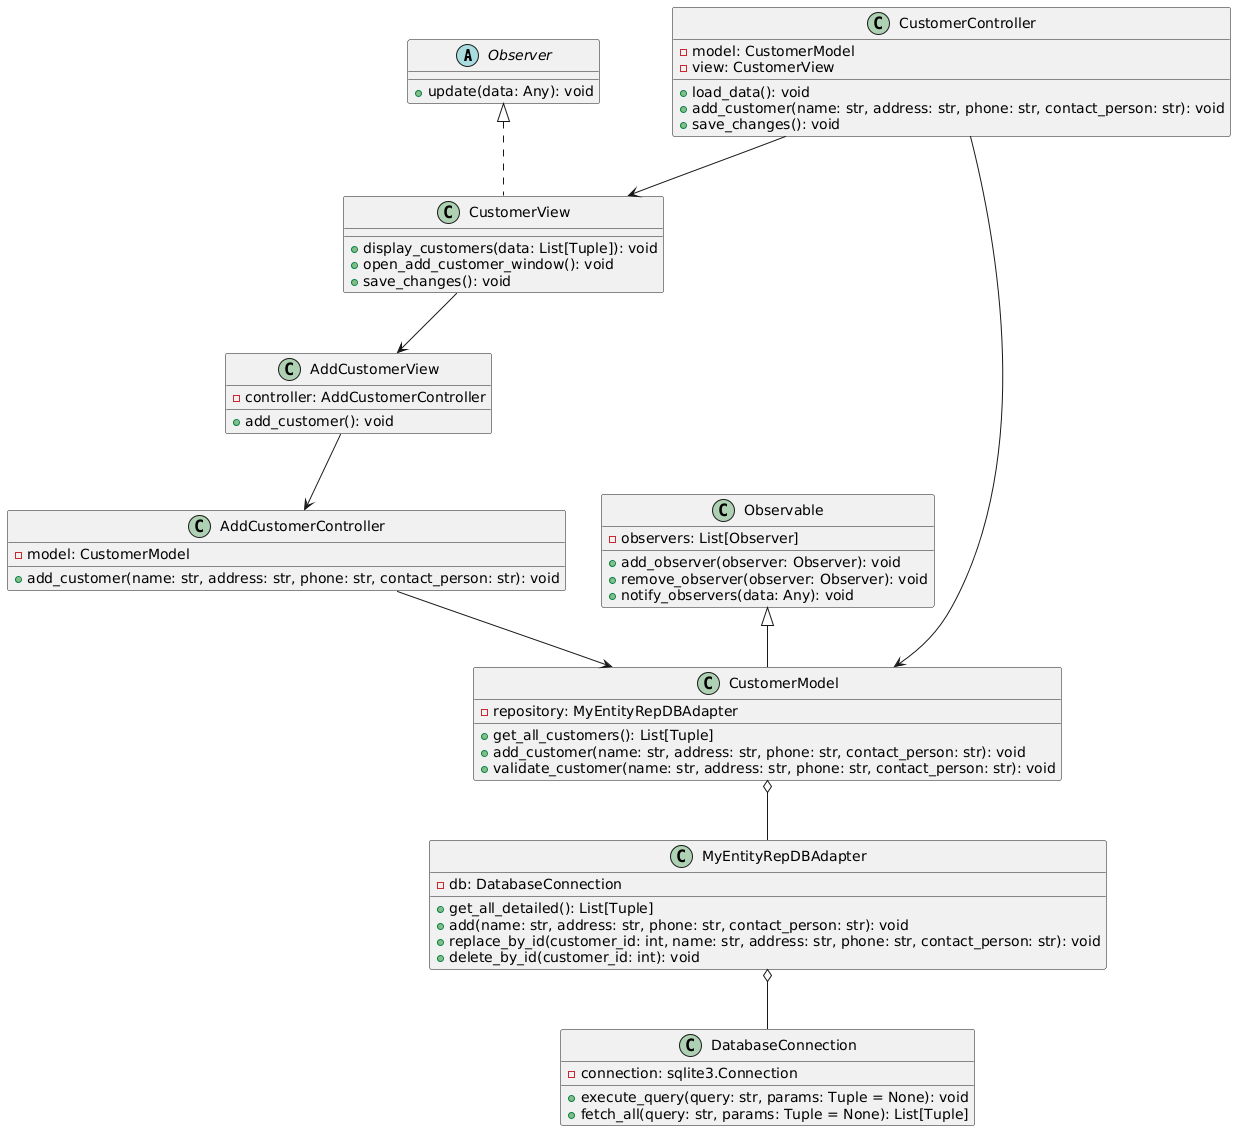 C CustomerController
model: CustomerModel
view: CustomerView
load_data(): void
add_customer(name: str, address: str, phone: str, contact_person: str): void
save_changes(): void
A Observer
update(data: Any): void
C CustomerView
display_customers(data: List[Tuple]): void
open_add_customer_window(): void
save_changes(): void
C AddCustomerView
controller: AddCustomerController
add_customer(): void
C AddCustomerController
model: CustomerModel
add_customer(name: str, address: str, phone: str, contact_person: str): void
C Observable
observers: List[Observer]
add_observer(observer: Observer): void
remove_observer(observer: Observer): void
notify_observers(data: Any): void
C CustomerModel
repository: MyEntityRepDBAdapter
get_all_customers(): List[Tuple]
add_customer(name: str, address: str, phone: str, contact_person: str): void
validate_customer(name: str, address: str, phone: str, contact_person: str): void
C MyEntityRepDBAdapter
db: DatabaseConnection
get_all_detailed(): List[Tuple]
add(name: str, address: str, phone: str, contact_person: str): void
replace_by_id(customer_id: int, name: str, address: str, phone: str, contact_person: str): void
delete_by_id(customer_id: int): void
C DatabaseConnection
connection: sqlite3.Connection
execute_query(query: str, params: Tuple = None): void
fetch_all(query: str, params: Tuple = None): List[Tuple]